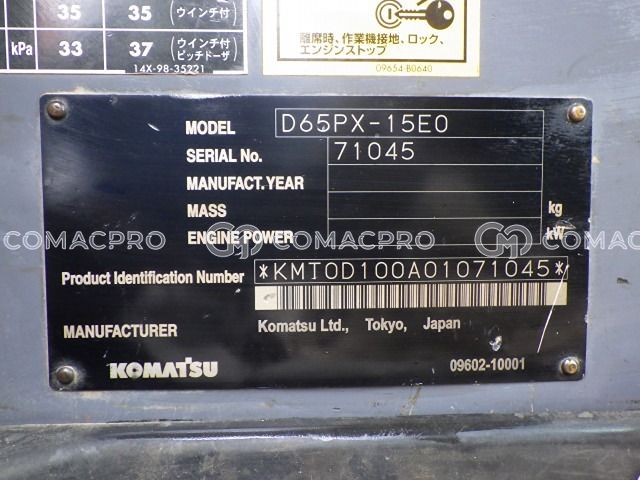 35 35 (ウインチ付)
kPa 33 37 (ウインチ付 ピッチドーザ)
14X-98-35221
離席時、作業機接地、ロック、
エンジンストップ
09654-B0640
MODEL D65PX-15E0
SERIAL No. 71045
MANUFACT.YEAR
MASS kg
ENGINE POWER kW
COMACPRO COMACPRO COMACPRO
Product Identification Number *KMT0D100A01071045*
MANUFACTURER Komatsu Ltd., Tokyo, Japan
KOMATSU 09602-10001